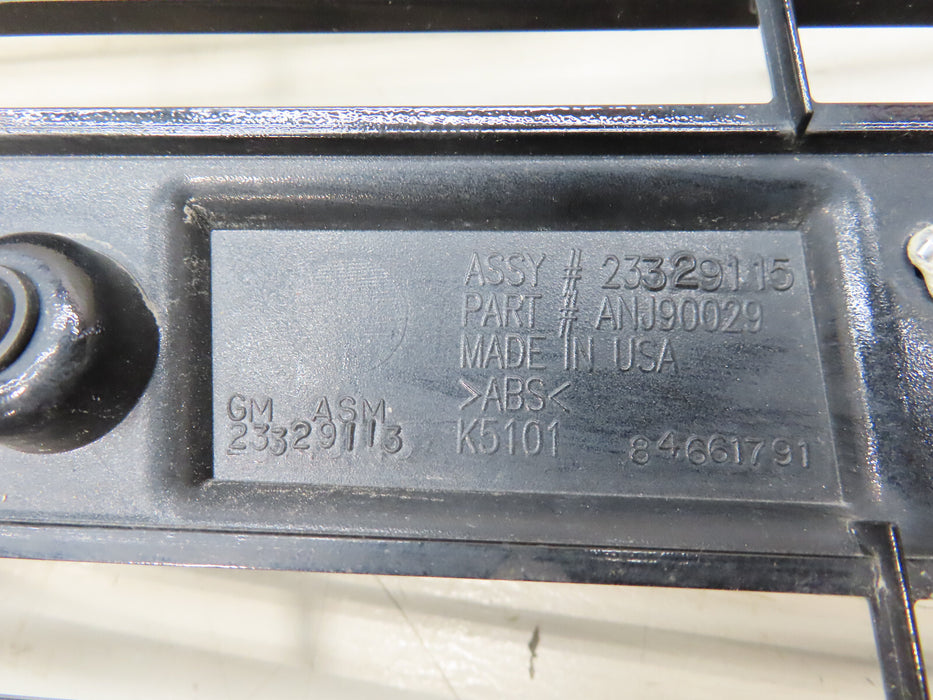 ASSY # 23329115
PART # ANJ90029
MADE IN USA
>ABS<
K5101
GM ASM
23329113
84661791